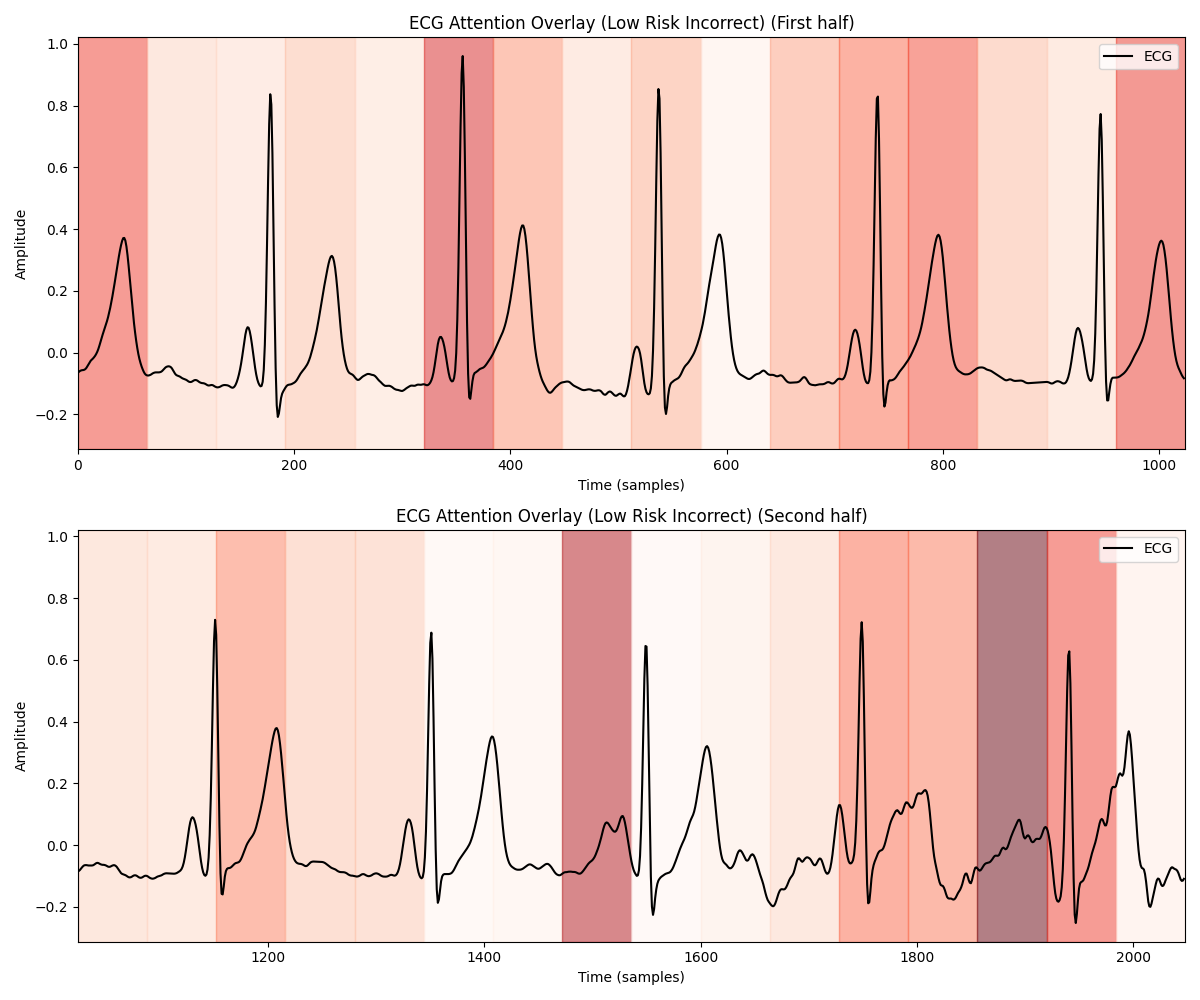 ECG Attention Overlay (Low Risk Incorrect) (First half)
1.0
ECG
0.8
0.6
0.4
0.2
0.0
−0.2
Amplitude
0 200 400 600 800 1000
Time (samples)
ECG Attention Overlay (Low Risk Incorrect) (Second half)
1.0
ECG
0.8
0.6
0.4
0.2
0.0
−0.2
Amplitude
1200 1400 1600 1800 2000
Time (samples)